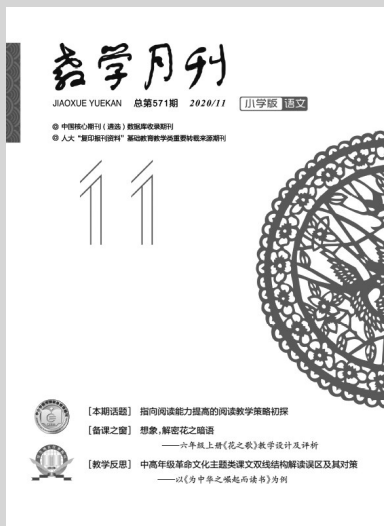 教学月刊
JIAOXUE YUEKAN 总第571期 2020/11 小学版 语文
中国核心期刊(遴选)数据库收录期刊
人大“复印报刊资料”基础教育教学类重要转载来源期刊
11
[本期话题] 指向阅读能力提高的阅读教学策略初探
[备课之窗] 想象,解密花之暗语
——六年级上册《花之歌》教学设计及评析
[教学反思] 中高年级革命文化主题类课文双线结构解读误区及其对策
——以《为中华之崛起而读书》为例